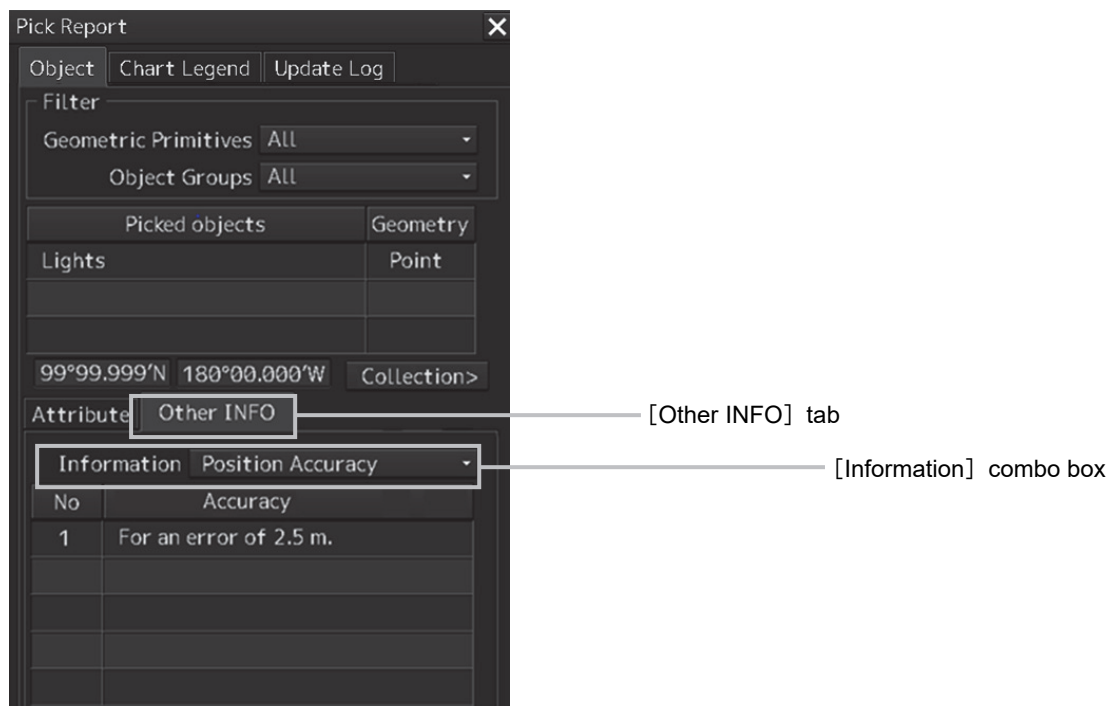 Pick Report
Object Chart Legend Update Log
Filter
Geometric Primitives All
Object Groups All
Picked objects Geometry
Lights Point
99°99.999′N 180°00.000′W Collection>
Attribute Other INFO
[Other INFO] tab
Information Position Accuracy
[Information] combo box
No Accuracy
1 For an error of 2.5 m.